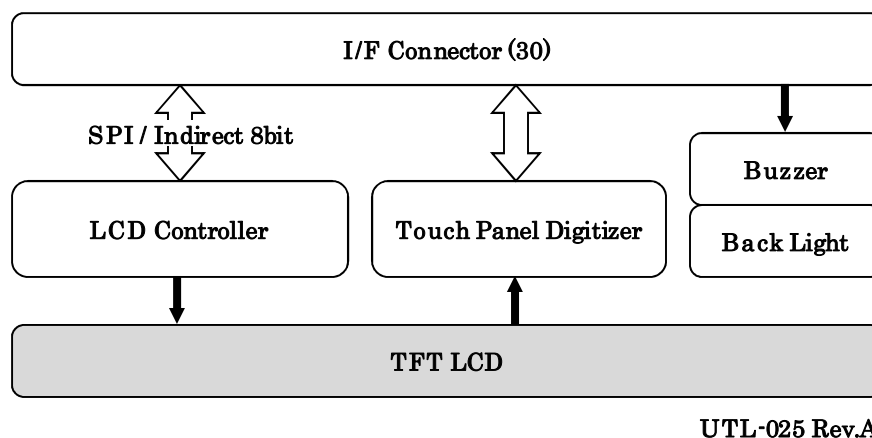 I/F Connector (30)
SPI / Indirect 8bit
Buzzer
LCD Controller
Touch Panel Digitizer
Back Light
TFT LCD
UTL-025 Rev.A